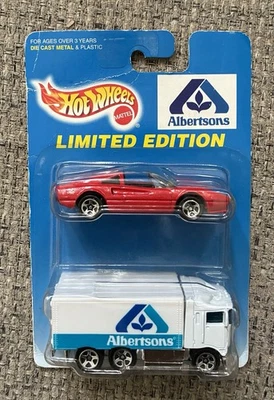 FOR AGES OVER 3 YEARS
DIE CAST METAL & PLASTIC
Hot Wheels
MATTEL
Albertsons
LIMITED EDITION
Albertsons